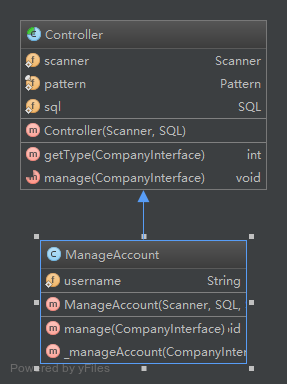 Controller
scanner Scanner
pattern Pattern
sql SQL
Controller(Scanner, SQL)
getType(CompanyInterface) int
manage(CompanyInterface) void
ManageAccount
username String
ManageAccount(Scanner, SQL,
manage(CompanyInterface) id
_manageAccount(CompanyInter
Powered by yFiles